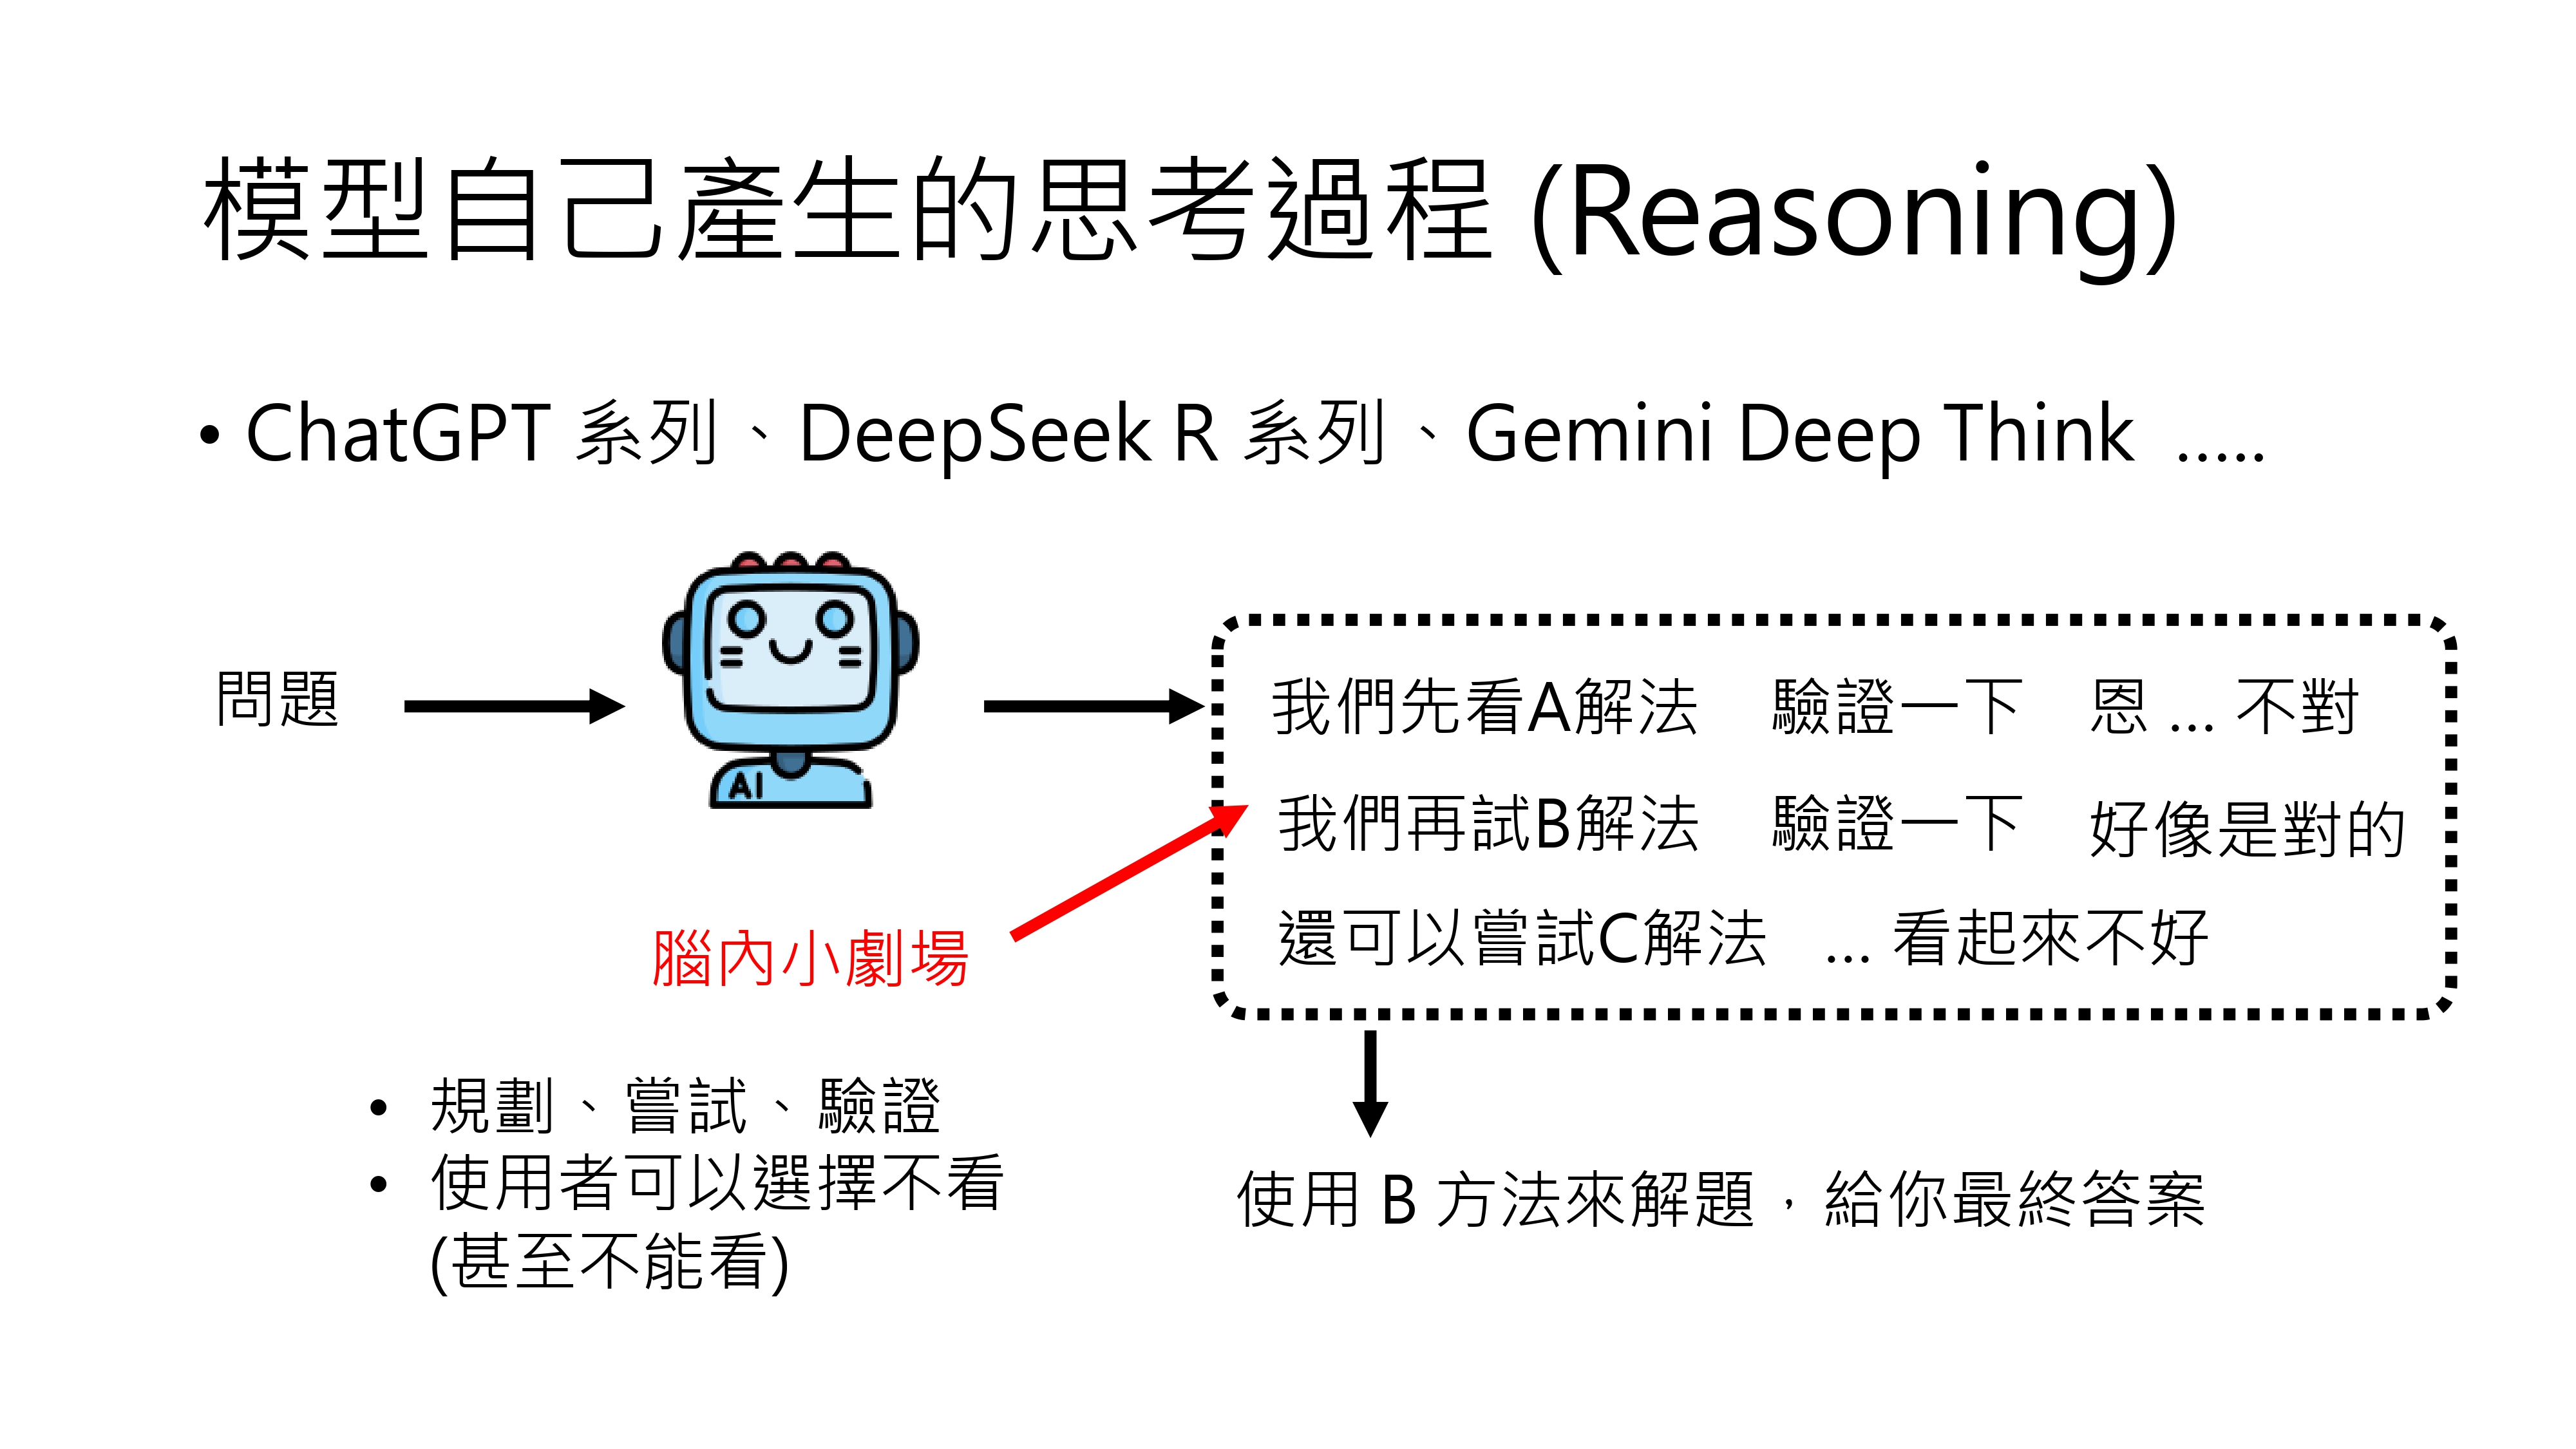 模型自己產生的思考過程 (Reasoning)
• ChatGPT 系列、DeepSeek R 系列、Gemini Deep Think .....
問題
AI
我們先看A解法 驗證一下 恩 ... 不對
我們再試B解法 驗證一下 好像是對的
還可以嘗試C解法 ... 看起來不好
腦內小劇場
• 規劃、嘗試、驗證
• 使用者可以選擇不看
(甚至不能看)
使用 B 方法來解題，給你最終答案